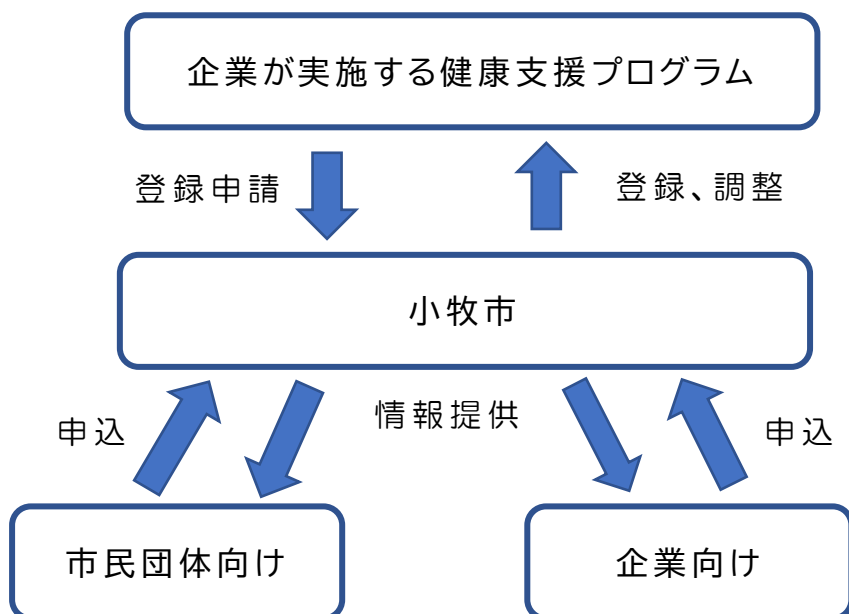 企業が実施する健康支援プログラム
登録申請
登録、調整
小牧市
申込
情報提供
申込
市民団体向け
企業向け